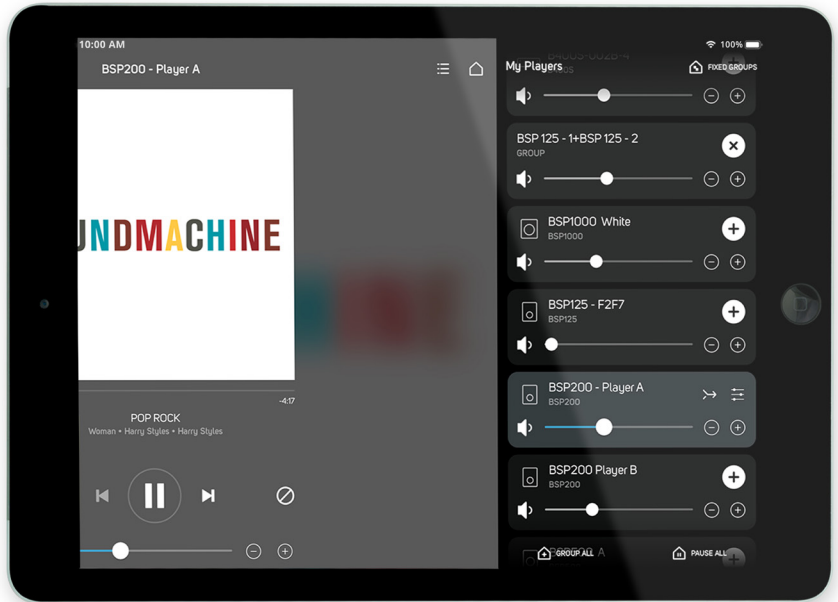 10:00 AM
100%
BSP200 - Player A
My Players
FIXED GROUPS
BSP 125 - 1+BSP 125 - 2
GROUP
UNDMACHINE
BSP1000 White
BSP1000
BSP125 - F2F7
BSP125
BSP200 - Player A
BSP200
-4:17
POP ROCK
Woman • Harry Styles • Harry Styles
BSP200 Player B
BSP200
GROUP ALL
PAUSE ALL